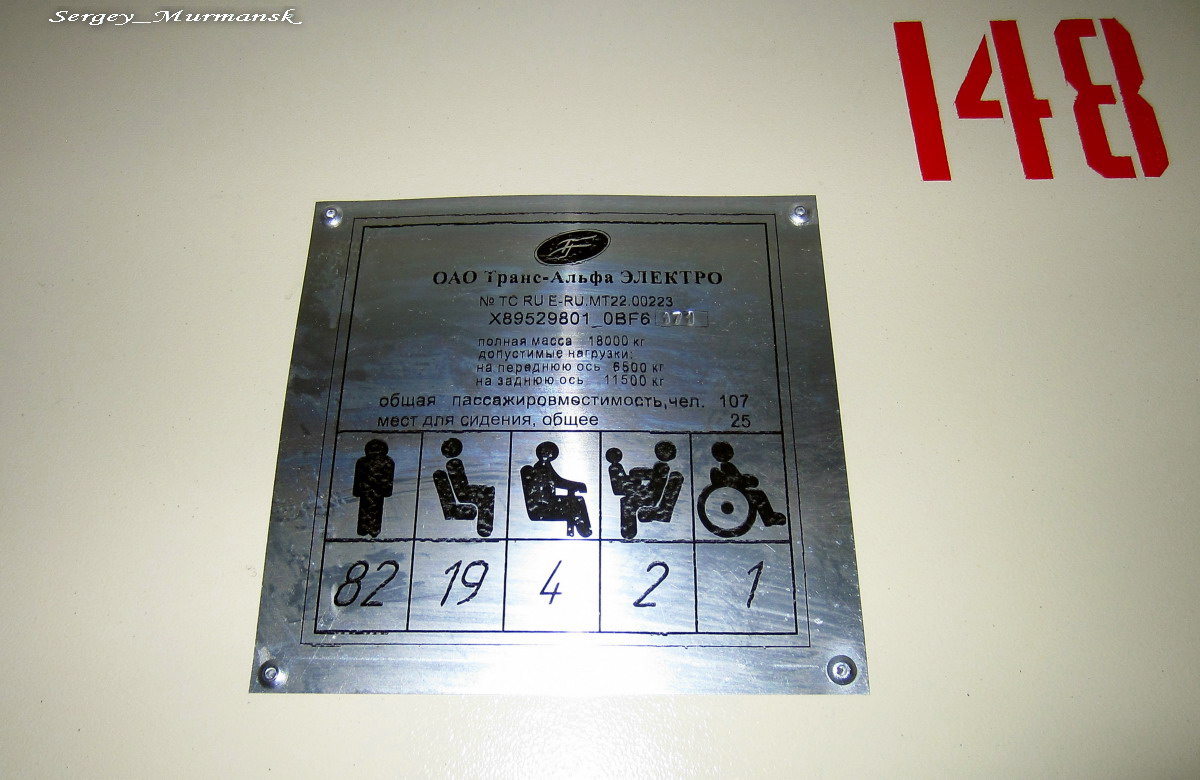 Sergey_Murmansk
148
ОАО Транс-Альфа ЭЛЕКТРО
№ ТС RU E-RU.MT22.00223
X89529801_0BF6
полная масса 18000 кг
допустимые нагрузки:
на переднюю ось 6500 кг
на заднюю ось 11500 кг
общая пассажировместимость,чел. 107
мест для сидения, общее 25
82 19 4 2 1